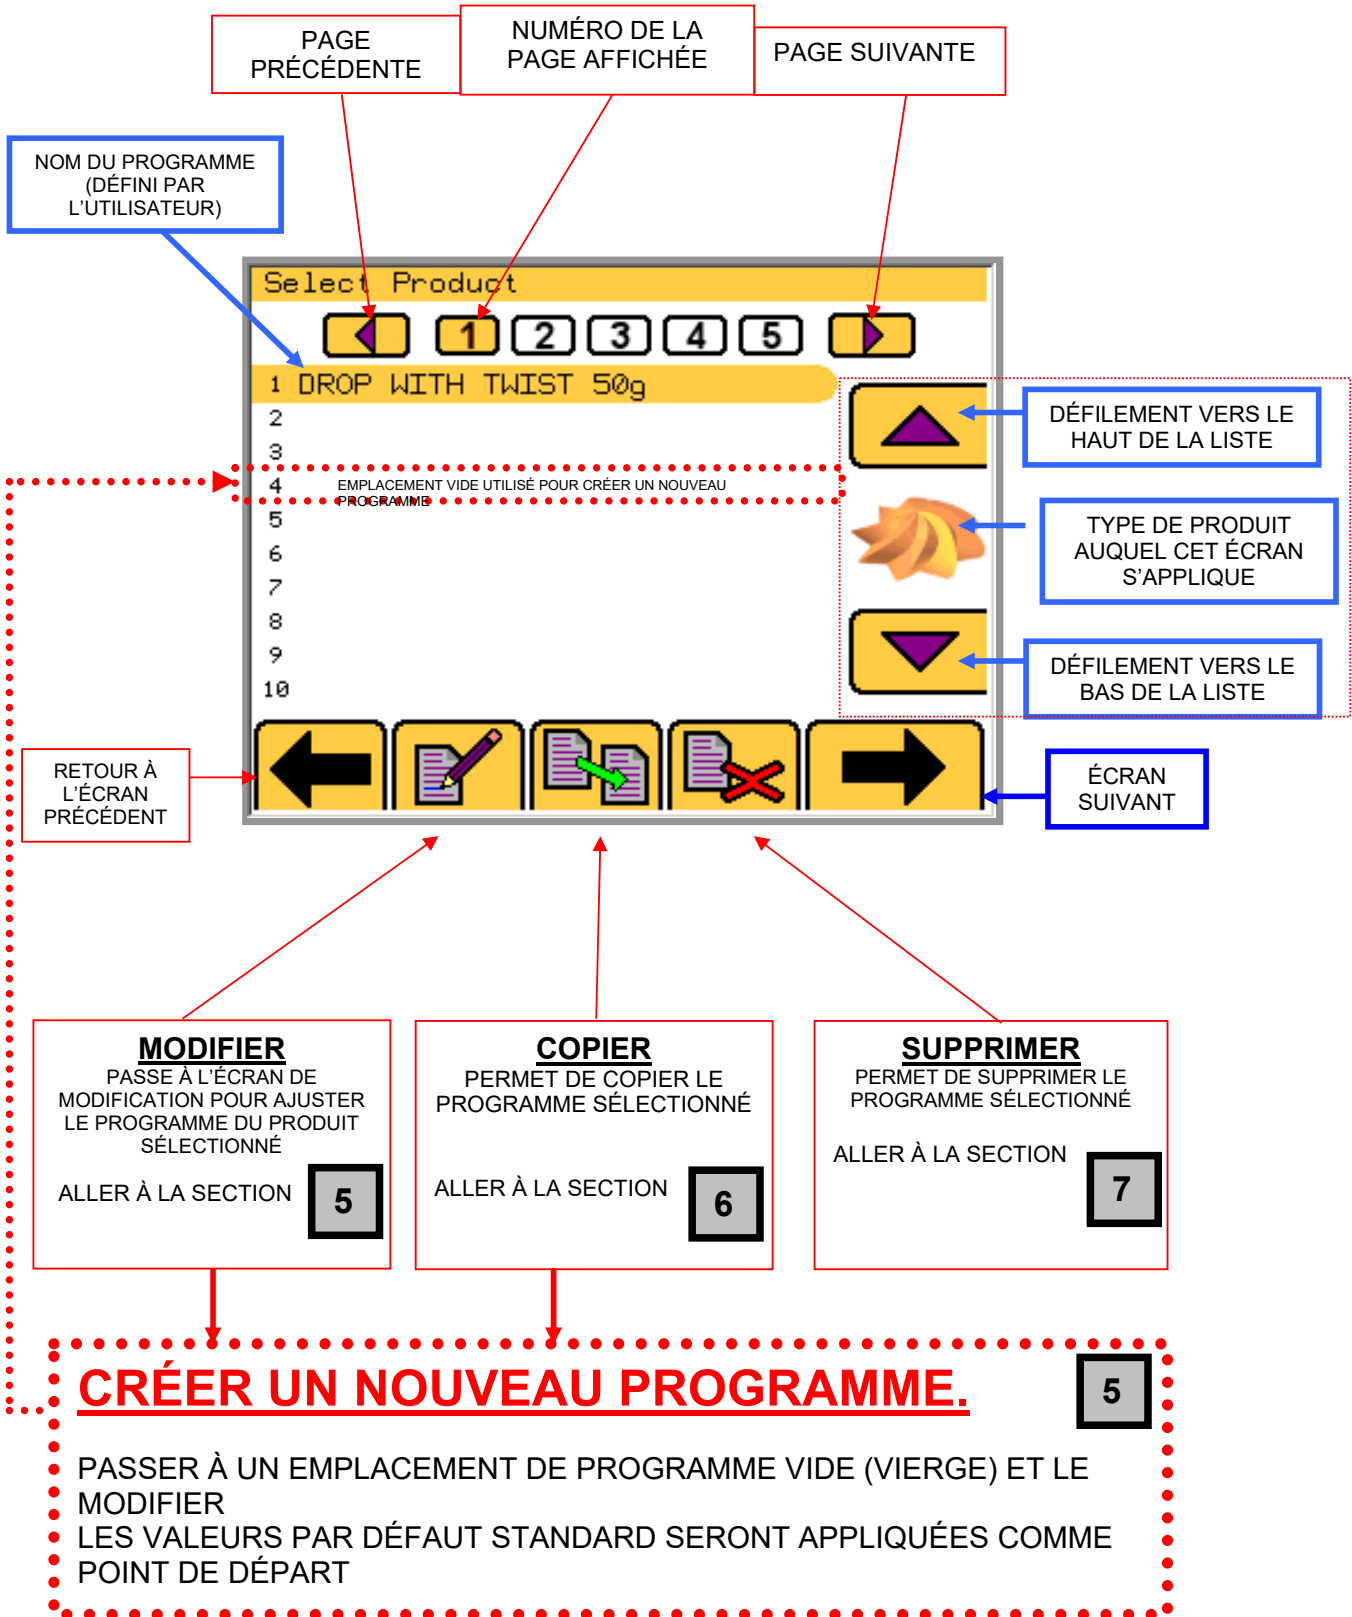 PAGE
PRÉCÉDENTE
NUMÉRO DE LA
PAGE AFFICHÉE
PAGE SUIVANTE
NOM DU PROGRAMME
(DÉFINI PAR
L’UTILISATEUR)
Select Product
1 2 3 4 5
1 DROP WITH TWIST 50g
2
3
4
EMPLACEMENT VIDE UTILISÉ POUR CRÉER UN NOUVEAU
PROGRAMME
5
6
7
8
9
10
DÉFILEMENT VERS LE
HAUT DE LA LISTE
TYPE DE PRODUIT
AUQUEL CET ÉCRAN
S’APPLIQUE
DÉFILEMENT VERS LE
BAS DE LA LISTE
RETOUR À
L’ÉCRAN
PRÉCÉDENT
ÉCRAN
SUIVANT
MODIFIER
PASSE À L’ÉCRAN DE
MODIFICATION POUR AJUSTER
LE PROGRAMME DU PRODUIT
SÉLECTIONNÉ
ALLER À LA SECTION
5
COPIER
PERMET DE COPIER LE
PROGRAMME SÉLECTIONNÉ
ALLER À LA SECTION
6
SUPPRIMER
PERMET DE SUPPRIMER LE
PROGRAMME SÉLECTIONNÉ
ALLER À LA SECTION
7
CRÉER UN NOUVEAU PROGRAMME.
5
PASSER À UN EMPLACEMENT DE PROGRAMME VIDE (VIERGE) ET LE
MODIFIER
LES VALEURS PAR DÉFAUT STANDARD SERONT APPLIQUÉES COMME
POINT DE DÉPART